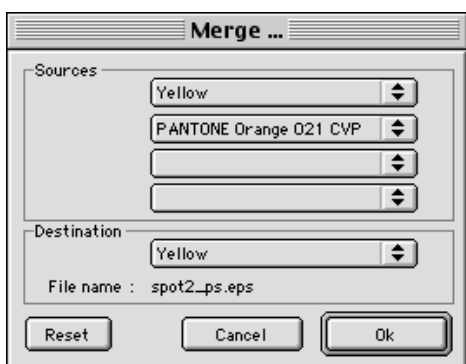 Merge ...
Sources
Yellow
PANTONE Orange 021 CVP
Destination
Yellow
File name : spot2_ps.eps
Reset Cancel Ok